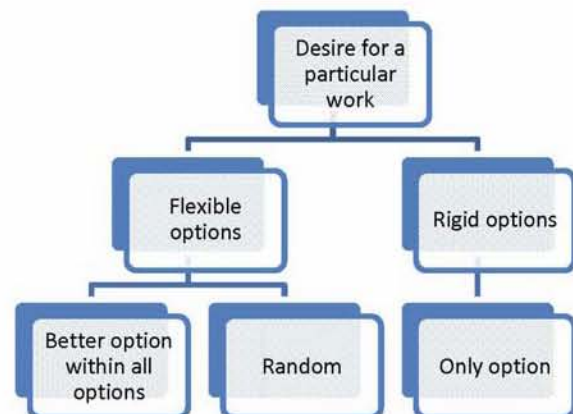 Desire for a
particular
work
Flexible
options
Rigid options
Better option
within all
options
Random
Only option